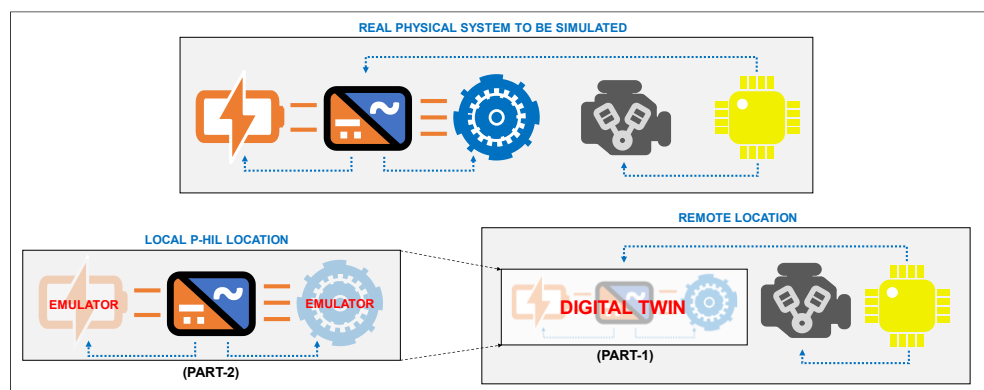 REAL PHYSICAL SYSTEM TO BE SIMULATED
LOCAL P-HIL LOCATION
REMOTE LOCATION
EMULATOR
EMULATOR
DIGITAL TWIN
(PART-2)
(PART-1)